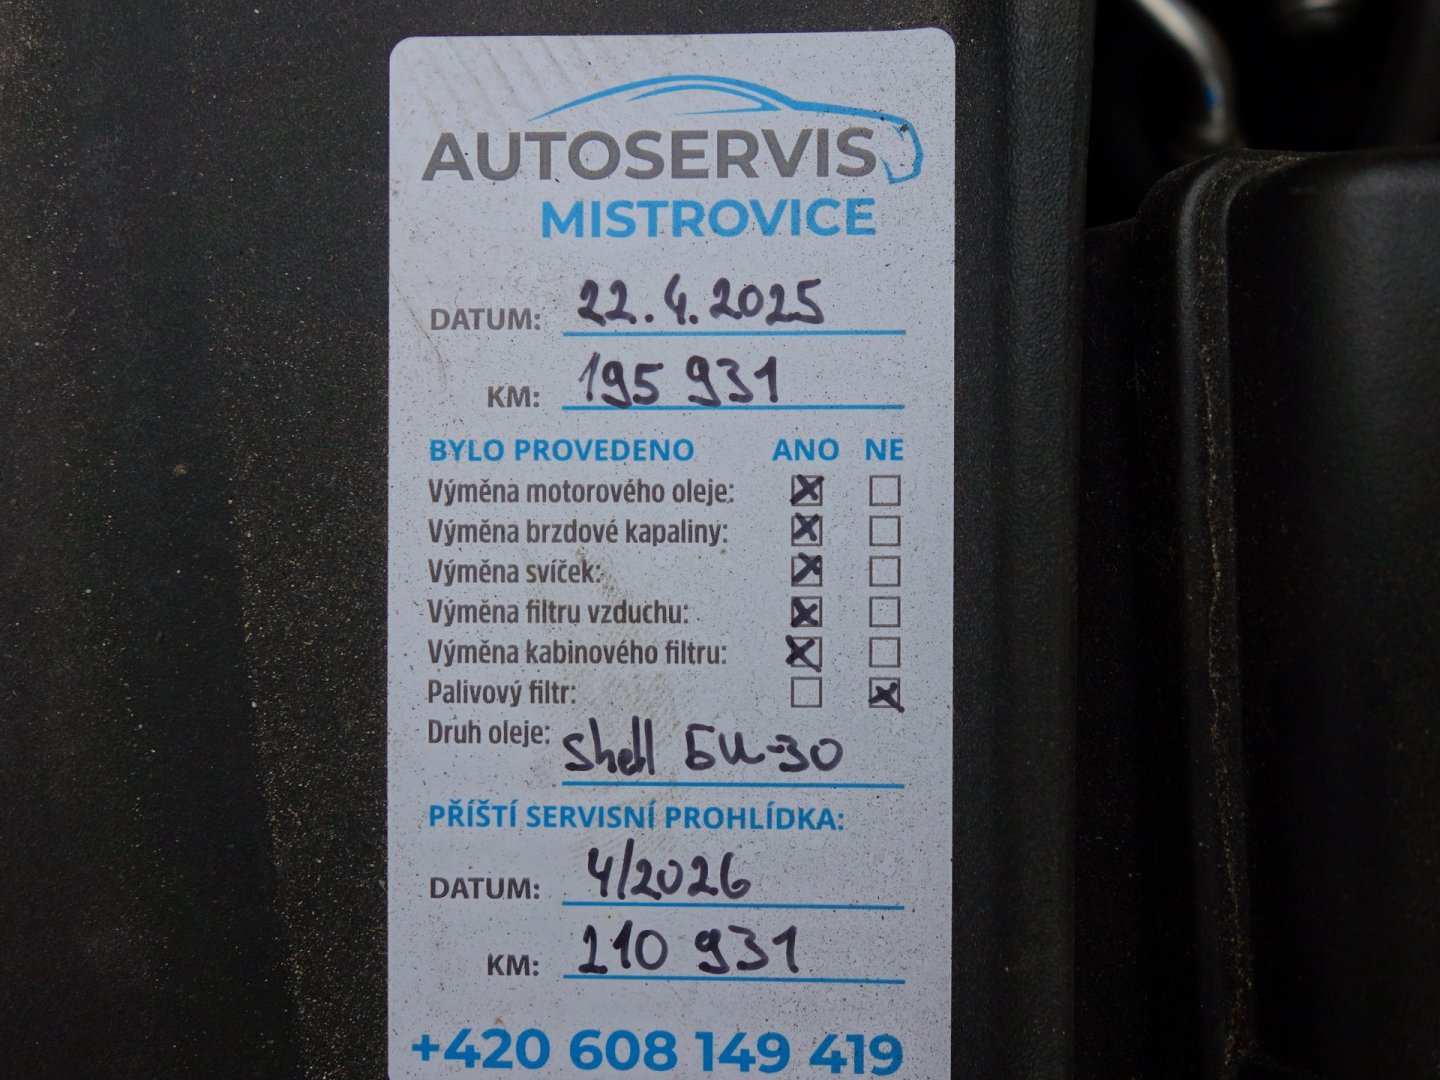 AUTOSERVIS
MISTROVICE
DATUM: 22.4.2025
KM: 195 931
BYLO PROVEDENO ANO NE
Výměna motorového oleje:
Výměna brzdové kapaliny:
Výměna svíček:
Výměna filtru vzduchu:
Výměna kabinového filtru:
Palivový filtr:
Druh oleje: Shell 5W-30
PŘÍŠTÍ SERVISNÍ PROHLÍDKA:
DATUM: 4/2026
KM: 210 931
+420 608 149 419